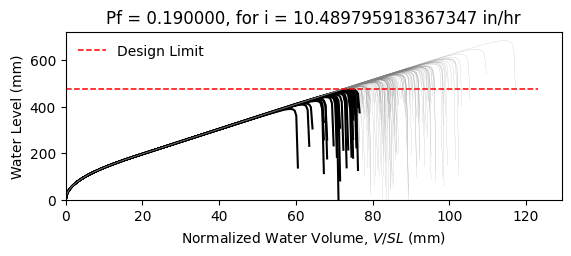 Pf = 0.190000, for i = 10.489795918367347 in/hr
Design Limit
Water Level (mm)
600
400
200
0
0 20 40 60 80 100 120
Normalized Water Volume, V/SL (mm)